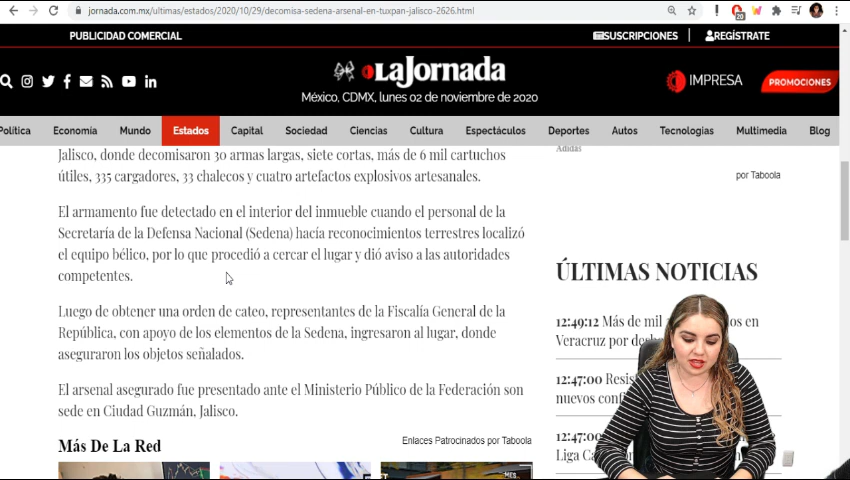 jornada.com.mx/ultimas/estados/2020/10/29/decomisa-sedena-arsenal-en-tuxpan-jalisco-2626.html
20
PUBLICIDAD COMERCIAL
SUSCRIPCIONES
REGÍSTRATE
LaJornada
México, CDMX, lunes 02 de noviembre de 2020
IMPRESA
PROMOCIONES
Política Economía Mundo Estados Capital Sociedad Ciencias Cultura Espectáculos Deportes Autos Tecnologías Multimedia Blog
Jalisco, donde decomisaron 30 armas largas, siete cortas, más de 6 mil cartuchos
útiles, 335 cargadores, 33 chalecos y cuatro artefactos explosivos artesanales.
El armamento fue detectado en el interior del inmueble cuando el personal de la
Secretaría de la Defensa Nacional (Sedena) hacía reconocimientos terrestres localizó
el equipo bélico, por lo que procedió a cercar el lugar y dió aviso a las autoridades
competentes.
Luego de obtener una orden de cateo, representantes de la Fiscalía General de la
República, con apoyo de los elementos de la Sedena, ingresaron al lugar, donde
aseguraron los objetos señalados.
El arsenal asegurado fue presentado ante el Ministerio Público de la Federación son
sede en Ciudad Guzmán, Jalisco.
Más De La Red
Enlaces Patrocinados por Taboola
Adidas
por Taboola
ÚLTIMAS NOTICIAS
12:49:12 Más de mil os en
Veracruz por
12:47:00
nuevos
12:47:00
Liga